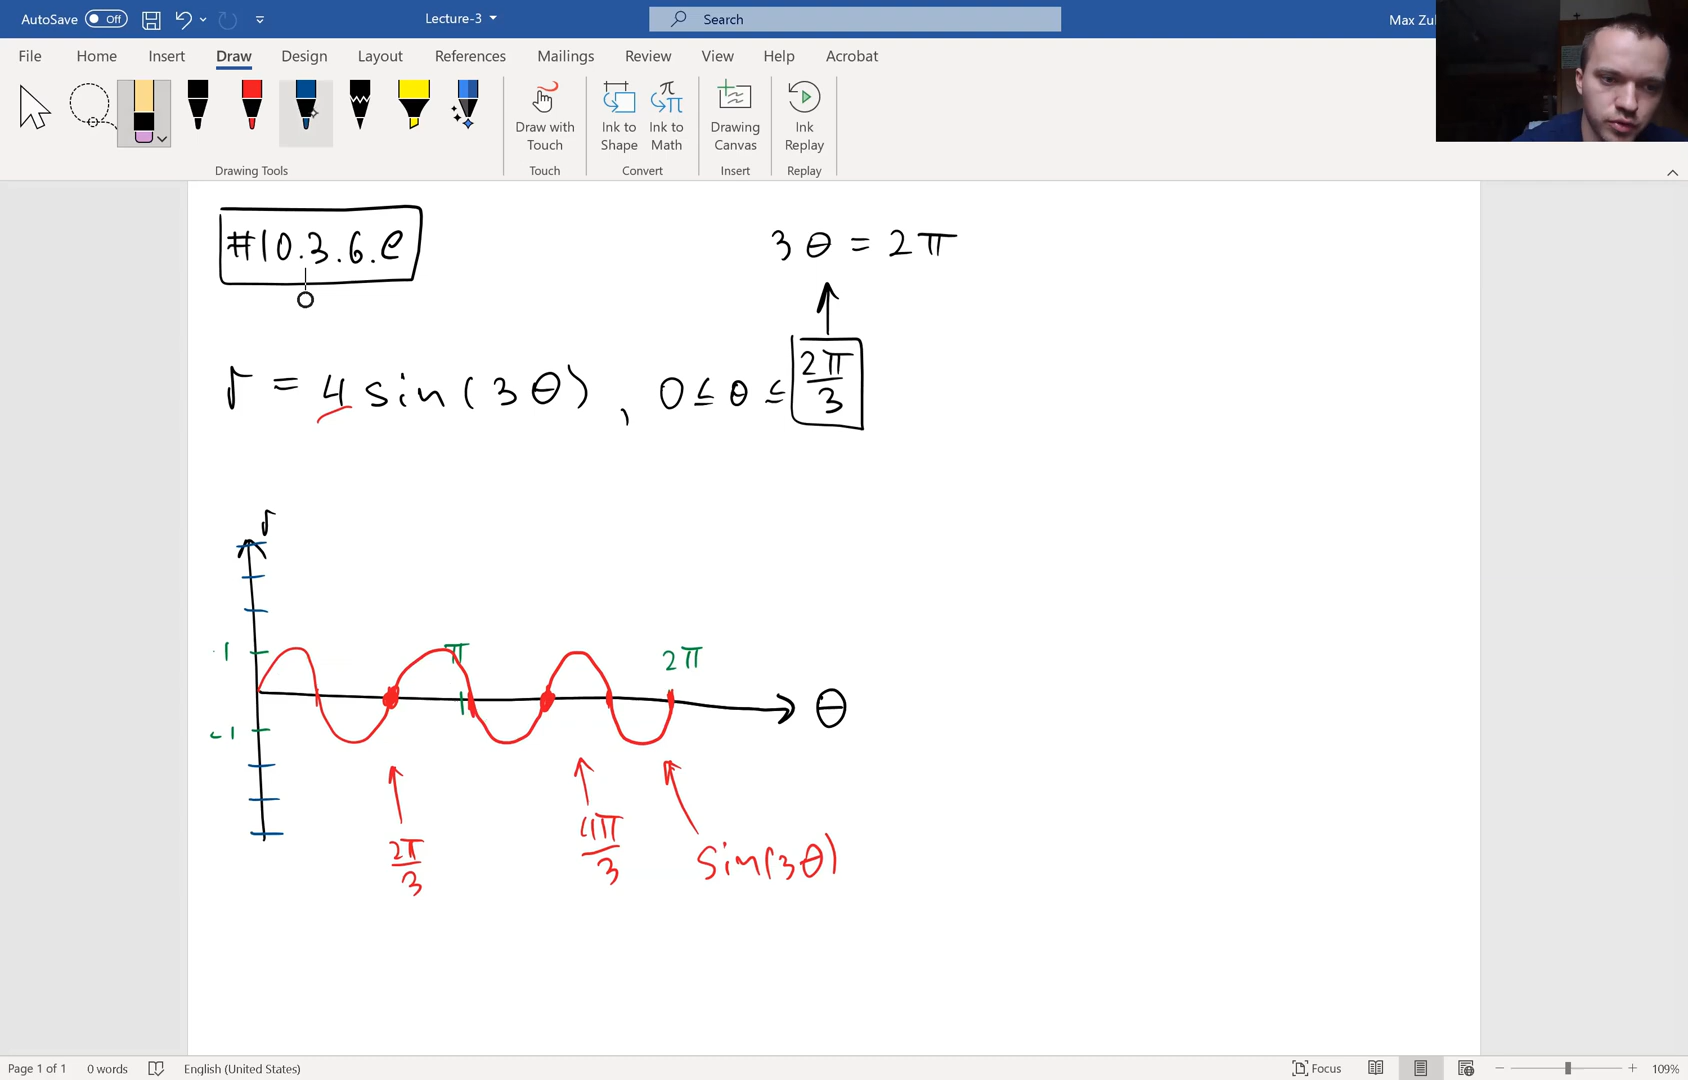 AutoSave Off Lecture-3 Search Max Zul
File Home Insert Draw Design Layout References Mailings Review View Help Acrobat
Draw with Touch
Ink to Shape
Ink to Math
Drawing Canvas
Ink Replay
Drawing Tools Touch Convert Insert Replay
#10.3.6.e
3θ = 2π
r = 4 sin(3θ), 0 ≤ θ ≤ 2π/3
r
1
π
2π
θ
-1
2π/3
4π/3
sin(3θ)
Page 1 of 1 0 words English (United States) Focus 109%